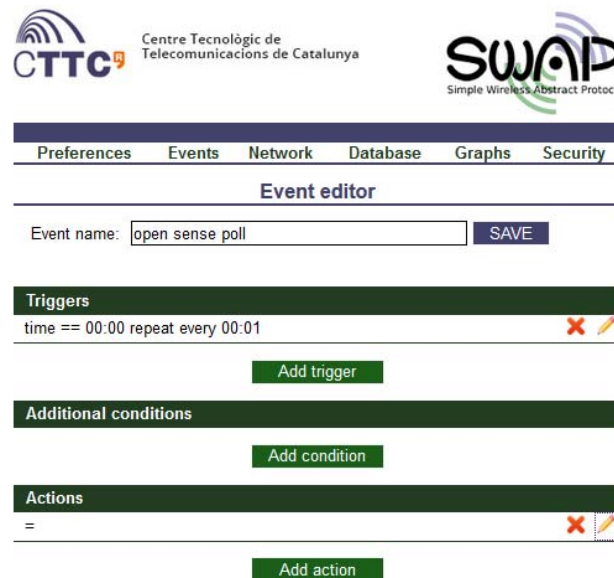 CTTC
Centre Tecnològic de
Telecomunicacions de Catalunya
SWAP
Simple Wireless Abstract Protoc
Preferences Events Network Database Graphs Security
Event editor
Event name: open sense poll SAVE
Triggers
time == 00:00 repeat every 00:01
Add trigger
Additional conditions
Add condition
Actions
=
Add action